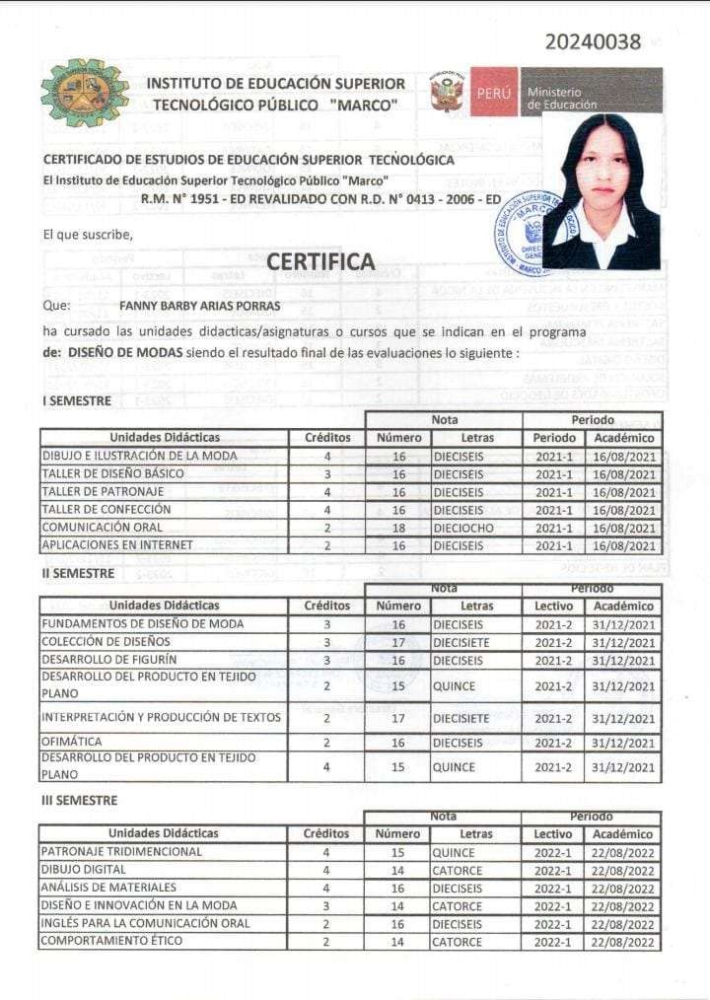 20240038
INSTITUTO DE EDUCACIÓN SUPERIOR
TECNOLÓGICO PÚBLICO "MARCO"
PERÚ
Ministerio
de Educación
CERTIFICADO DE ESTUDIOS DE EDUCACIÓN SUPERIOR TECNOLÓGICA
El Instituto de Educación Superior Tecnológico Público "Marco"
R.M. N° 1951 - ED REVALIDADO CON R.D. N° 0413 - 2006 - ED
El que suscribe,
CERTIFICA
Que: FANNY BARBY ARIAS PORRAS
ha cursado las unidades didacticas/asignaturas o cursos que se indican en el programa
de: DISEÑO DE MODAS siendo el resultado final de las evaluaciones lo siguiente :
I SEMESTRE
Nota Periodo
Unidades Didácticas Créditos Número Letras Periodo Académico
DIBUJO E ILUSTRACIÓN DE LA MODA 4 16 DIECISEIS 2021-1 16/08/2021
TALLER DE DISEÑO BÁSICO 3 16 DIECISEIS 2021-1 16/08/2021
TALLER DE PATRONAJE 4 16 DIECISEIS 2021-1 16/08/2021
TALLER DE CONFECCIÓN 4 16 DIECISEIS 2021-1 16/08/2021
COMUNICACIÓN ORAL 2 18 DIECIOCHO 2021-1 16/08/2021
APLICACIONES EN INTERNET 2 16 DIECISEIS 2021-1 16/08/2021
II SEMESTRE
Nota Periodo
Unidades Didácticas Créditos Número Letras Lectivo Académico
FUNDAMENTOS DE DISEÑO DE MODA 3 16 DIECISEIS 2021-2 31/12/2021
COLECCIÓN DE DISEÑOS 3 17 DIECISIETE 2021-2 31/12/2021
DESARROLLO DE FIGURÍN 3 16 DIECISEIS 2021-2 31/12/2021
DESARROLLO DEL PRODUCTO EN TEJIDO
PLANO 2 15 QUINCE 2021-2 31/12/2021
INTERPRETACIÓN Y PRODUCCIÓN DE TEXTOS 2 17 DIECISIETE 2021-2 31/12/2021
OFIMÁTICA 2 16 DIECISEIS 2021-2 31/12/2021
DESARROLLO DEL PRODUCTO EN TEJIDO
PLANO 4 15 QUINCE 2021-2 31/12/2021
III SEMESTRE
Nota Periodo
Unidades Didácticas Créditos Número Letras Lectivo Académico
PATRONAJE TRIDIMENCIONAL 4 15 QUINCE 2022-1 22/08/2022
DIBUJO DIGITAL 4 14 CATORCE 2022-1 22/08/2022
ANÁLISIS DE MATERIALES 4 16 DIECISEIS 2022-1 22/08/2022
DISEÑO E INNOVACIÓN EN LA MODA 3 14 CATORCE 2022-1 22/08/2022
INGLÉS PARA LA COMUNICACIÓN ORAL 2 16 DIECISEIS 2022-1 22/08/2022
COMPORTAMIENTO ÉTICO 2 14 CATORCE 2022-1 22/08/2022